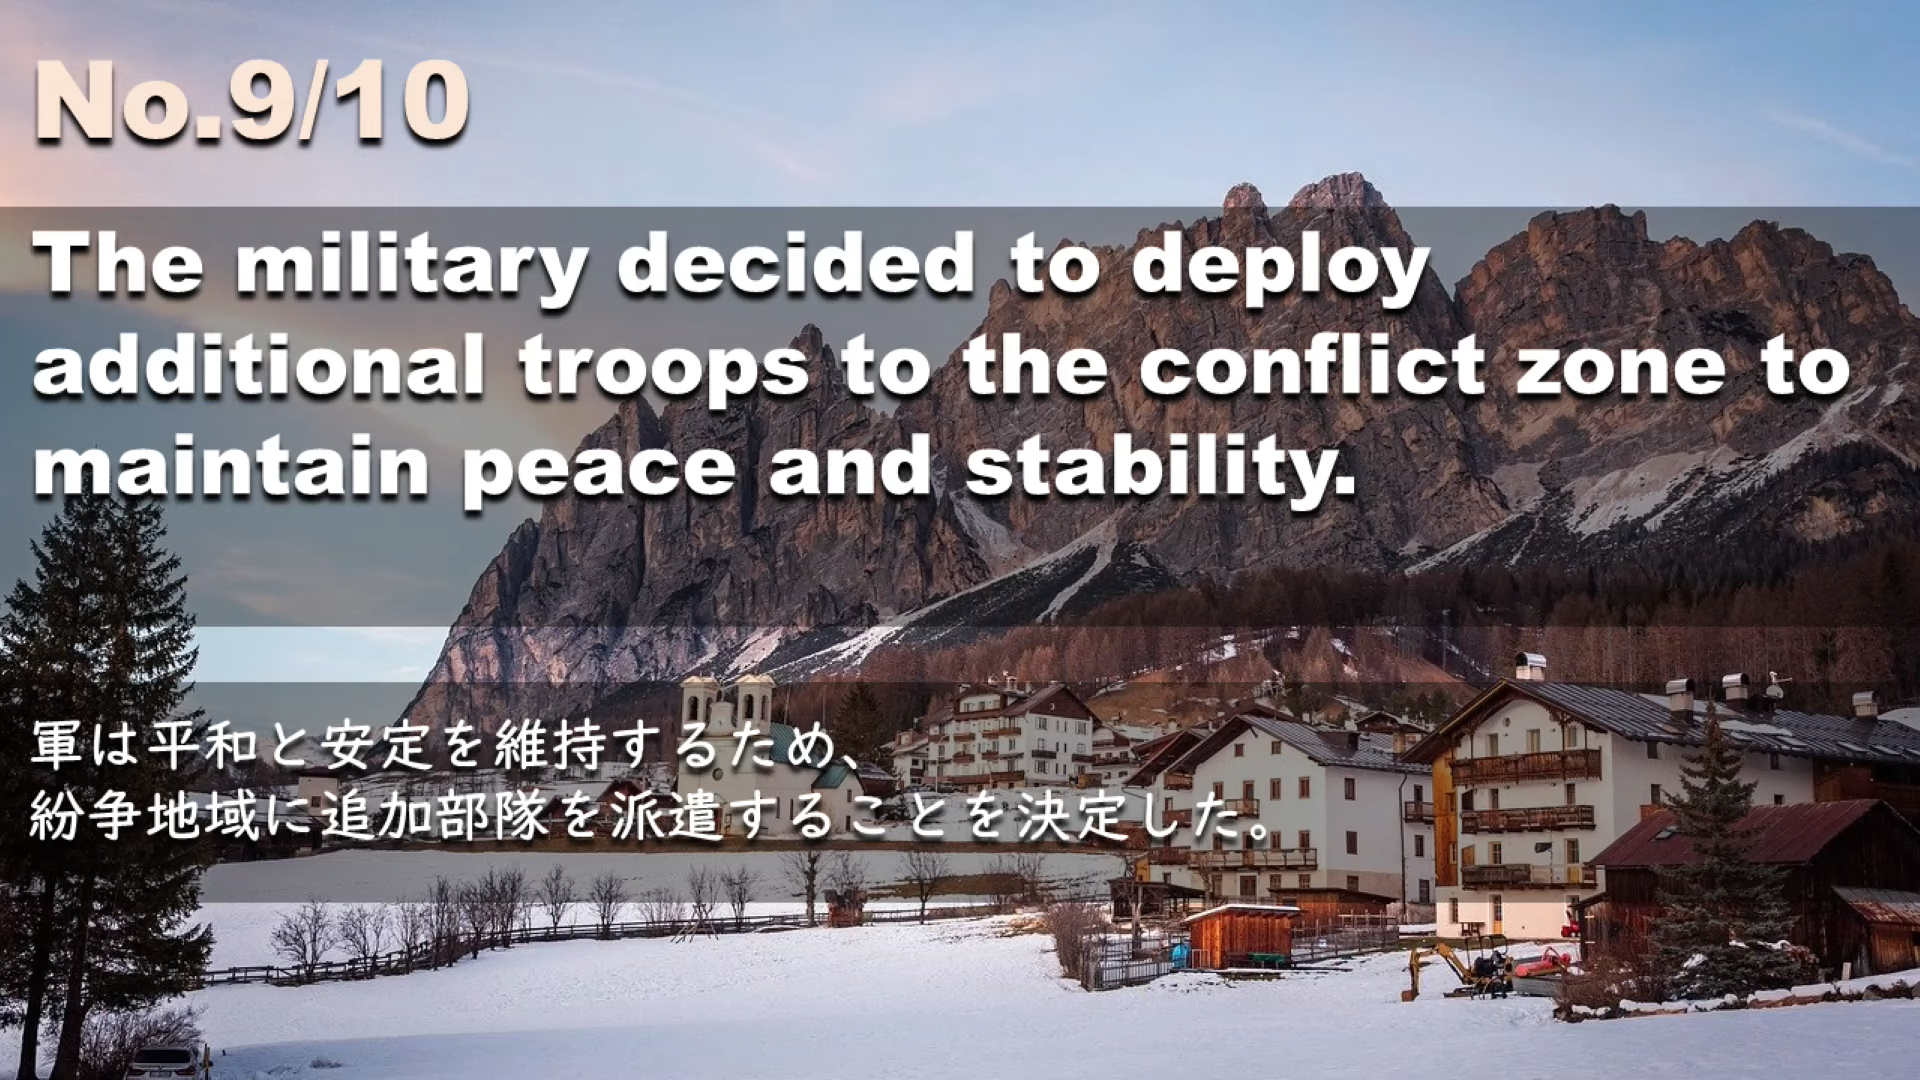 No.9/10
The military decided to deploy
additional troops to the conflict zone to
maintain peace and stability.
軍は平和と安定を維持するため、
紛争地域に追加部隊を派遣することを決定した。